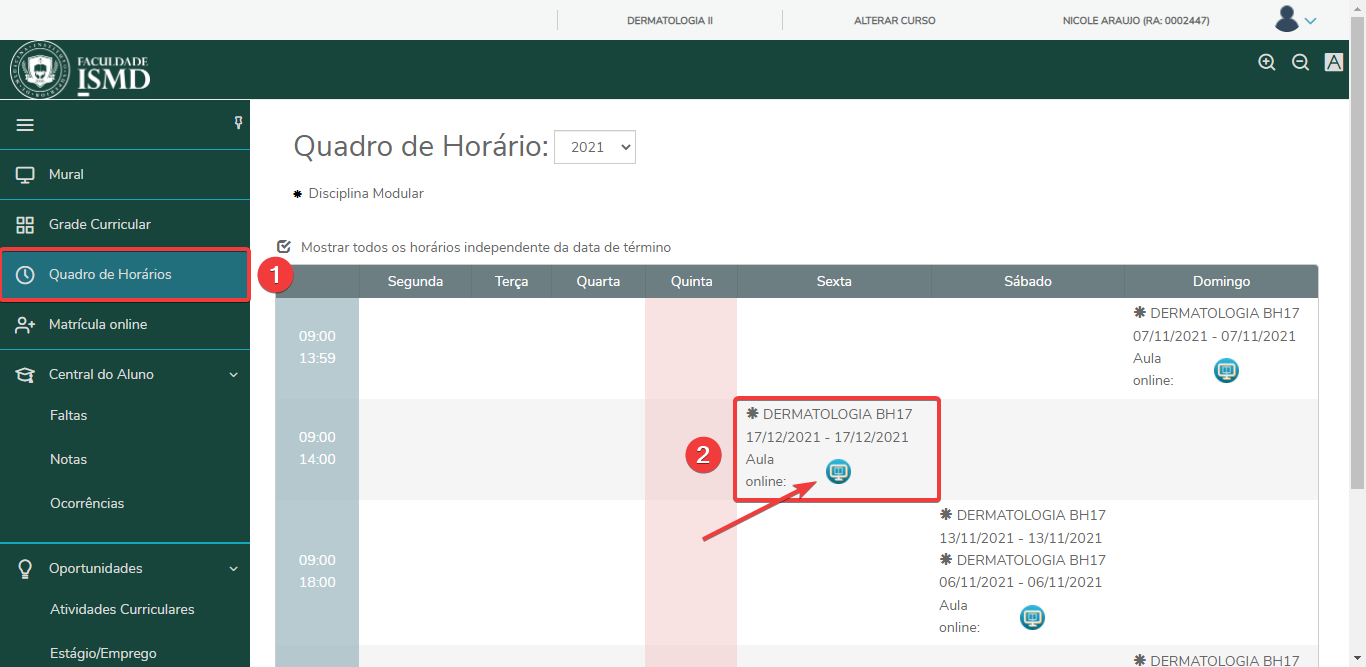 DERMATOLOGIA II
ALTERAR CURSO
NICOLE ARAUJO (RA: 0002447)
FACULDADE
ISMD
A
Mural
Grade Curricular
Quadro de Horários
Matrícula online
Central do Aluno
Faltas
Notas
Ocorrências
Oportunidades
Atividades Curriculares
Estágio/Emprego
1
Quadro de Horário: 2021
Disciplina Modular
Mostrar todos os horários independente da data de término
Segunda Terça Quarta Quinta Sexta Sábado Domingo
09:00
13:59
DERMATOLOGIA BH17
07/11/2021 - 07/11/2021
Aula
online:
09:00
14:00
2
DERMATOLOGIA BH17
17/12/2021 - 17/12/2021
Aula
online:
09:00
18:00
DERMATOLOGIA BH17
13/11/2021 - 13/11/2021
DERMATOLOGIA BH17
06/11/2021 - 06/11/2021
Aula
online:
DERMATOLOGIA BH17